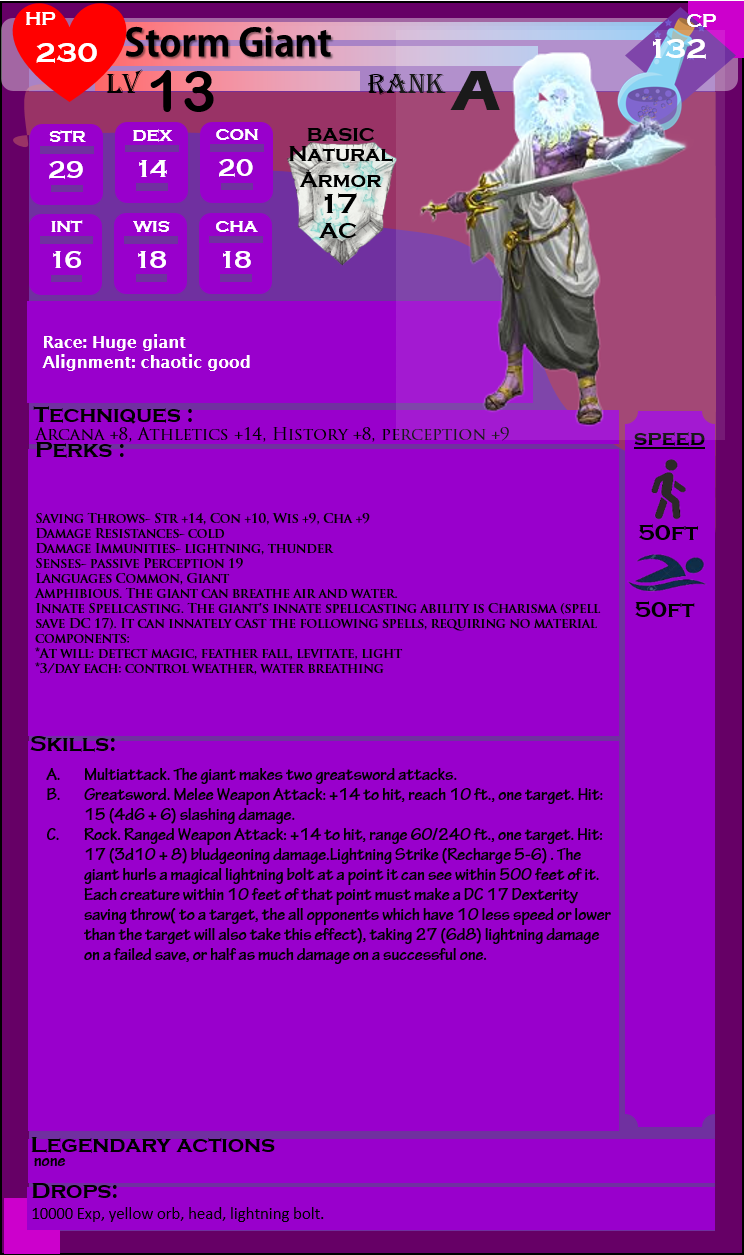 HP
230
Storm Giant
CP
132
LV 13
RANK A
STR
29
DEX
14
CON
20
INT
16
WIS
18
CHA
18
BASIC
NATURAL
ARMOR
17
AC
Race: Huge giant
Alignment: chaotic good
TECHNIQUES :
ARCANA +8, ATHLETICS +14, HISTORY +8, PERCEPTION +9
PERKS :
SAVING THROWS- STR +14, CON +10, WIS +9, CHA +9
DAMAGE RESISTANCES- COLD
DAMAGE IMMUNITIES- LIGHTNING, THUNDER
SENSES- PASSIVE PERCEPTION 19
LANGUAGES COMMON, GIANT
AMPHIBIOUS. THE GIANT CAN BREATHE AIR AND WATER.
INNATE SPELLCASTING. THE GIANT'S INNATE SPELLCASTING ABILITY IS CHARISMA (SPELL
SAVE DC 17). IT CAN INNATELY CAST THE FOLLOWING SPELLS, REQUIRING NO MATERIAL
COMPONENTS:
*AT WILL: DETECT MAGIC, FEATHER FALL, LEVITATE, LIGHT
*3/DAY EACH: CONTROL WEATHER, WATER BREATHING
SPEED
50FT
50FT
SKILLS:
A. Multiattack. The giant makes two greatsword attacks.
B. Greatsword. Melee Weapon Attack: +14 to hit, reach 10 ft., one target. Hit:
15 (4d6 + 6) slashing damage.
C. Rock. Ranged Weapon Attack: +14 to hit, range 60/240 ft., one target. Hit:
17 (3d10 + 8) bludgeoning damage.Lightning Strike (Recharge 5-6) . The
giant hurls a magical lightning bolt at a point it can see within 500 feet of it.
Each creature within 10 feet of that point must make a DC 17 Dexterity
saving throw( to a target, the all opponents which have 10 less speed or lower
than the target will also take this effect), taking 27 (6d8) lightning damage
on a failed save, or half as much damage on a successful one.
LEGENDARY ACTIONS
none
DROPS:
10000 Exp, yellow orb, head, lightning bolt.